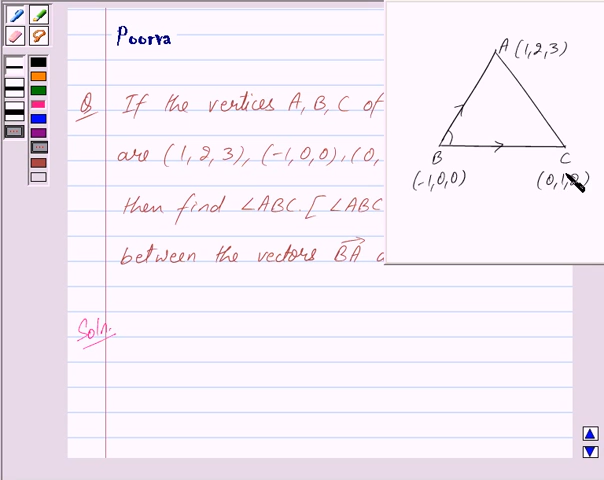 Poorva
Q If the vertices A, B, C of
are (1,2,3), (-1,0,0), (0,
then find ∠ABC. [∠ABC
between the vectors BA
Soln.
A (1,2,3)
B
C
(-1,0,0)
(0,1,